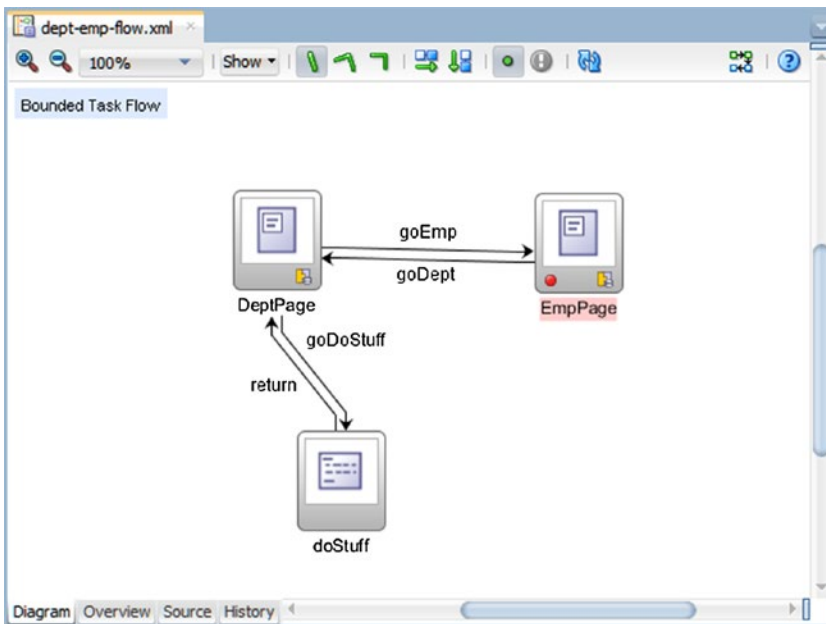 dept-emp-flow.xml
100% Show
Bounded Task Flow
goEmp
goDept
DeptPage
EmpPage
goDoStuff
return
doStuff
Diagram Overview Source History